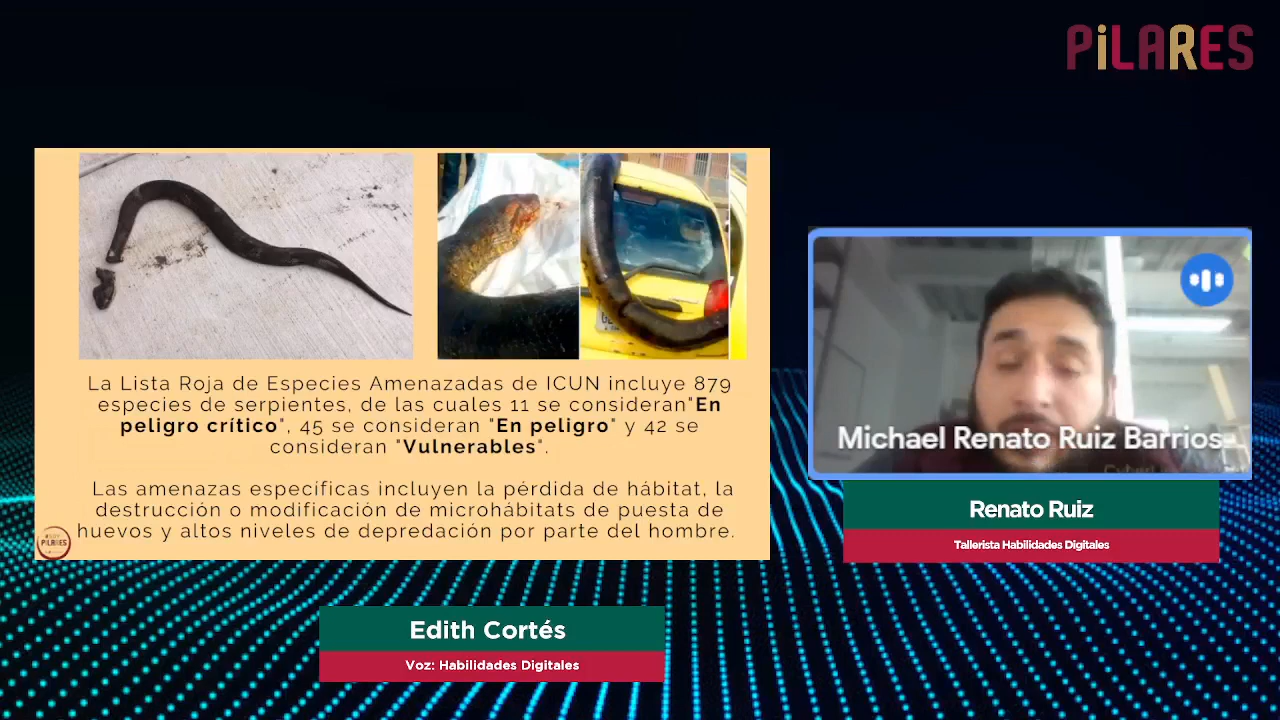 PiLARES
La Lista Roja de Especies Amenazadas de ICUN incluye 879
especies de serpientes, de las cuales 11 se consideran"En
peligro crítico", 45 se consideran "En peligro" y 42 se
consideran "Vulnerables".
Las amenazas específicas incluyen la pérdida de hábitat, la
destrucción o modificación de microhábitats de puesta de
huevos y altos niveles de depredación por parte del hombre.
PILARES
Michael Renato Ruiz Barrios
Renato Ruiz
Tallerista Habilidades Digitales
Edith Cortés
Voz: Habilidades Digitales